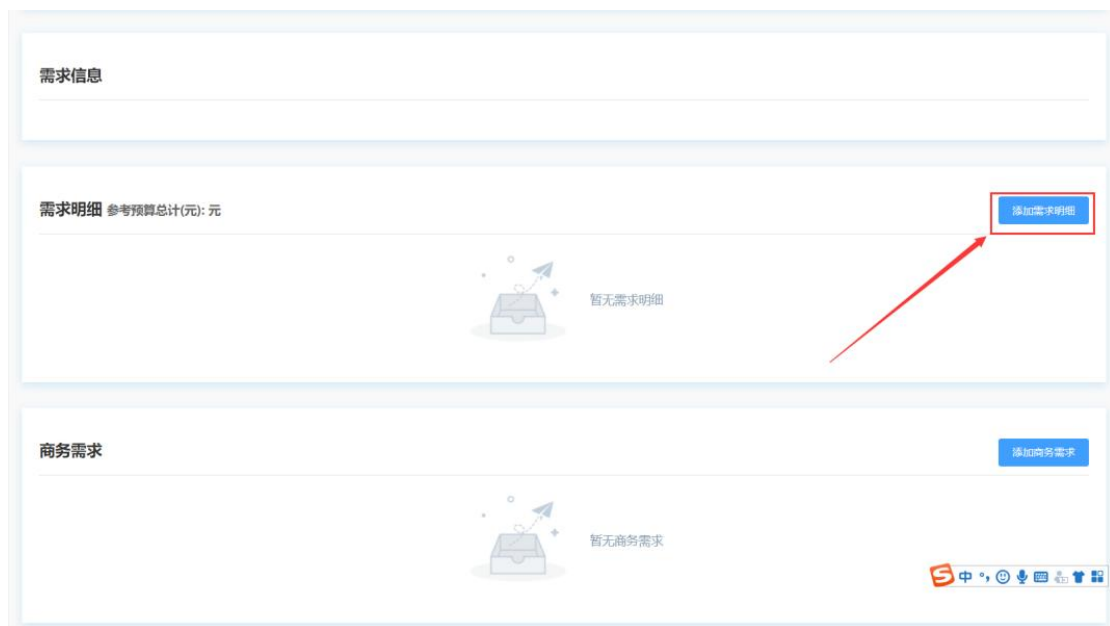 需求信息
需求明细 参考预算总计(元): 元
添加需求明细
暂无需求明细
商务需求
添加商务需求
暂无商务需求
S 中 °,